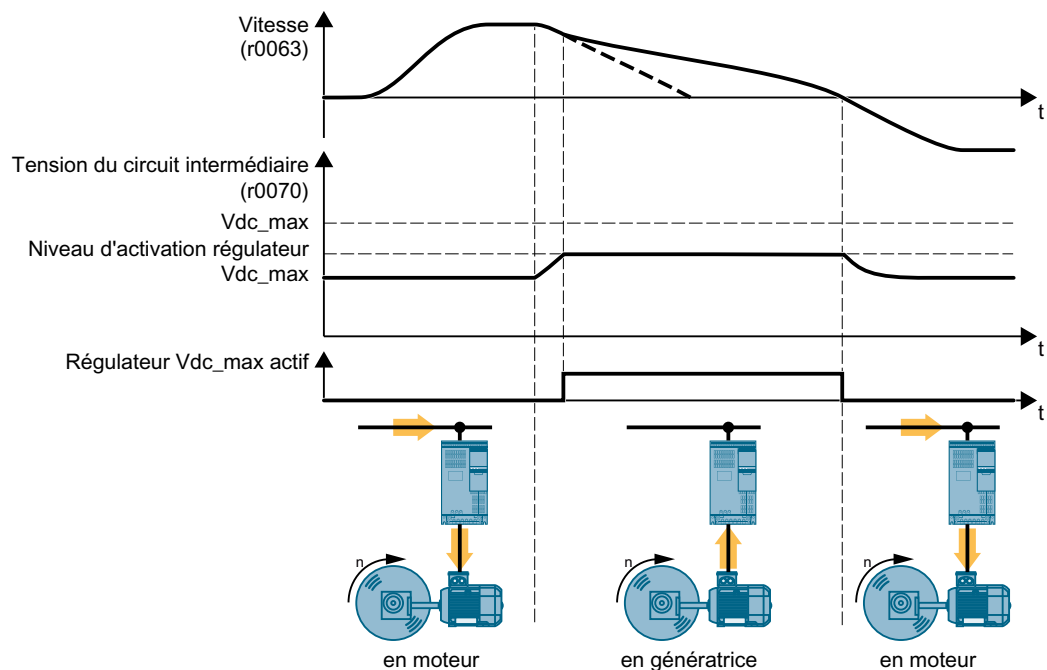 Vitesse
(r0063)
t
Tension du circuit intermédiaire
(r0070)
Vdc_max
Niveau d'activation régulateur
Vdc_max
t
Régulateur Vdc_max actif
t
n
n
n
en moteur
en génératrice
en moteur